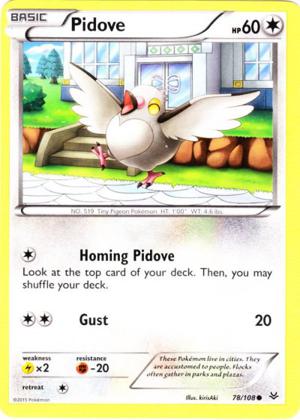 BASIC
Pidove
HP60
NO. 519 Tiny Pigeon Pokémon HT: 1'00" WT: 4.6 lbs.
Homing Pidove
Look at the top card of your deck. Then, you may
shuffle your deck.
Gust 20
weakness resistance
×2 -20
retreat
These Pokémon live in cities. They
are accustomed to people. Flocks
often gather in parks and plazas.
Illus. kirisAki 78/108
©2015 Pokémon